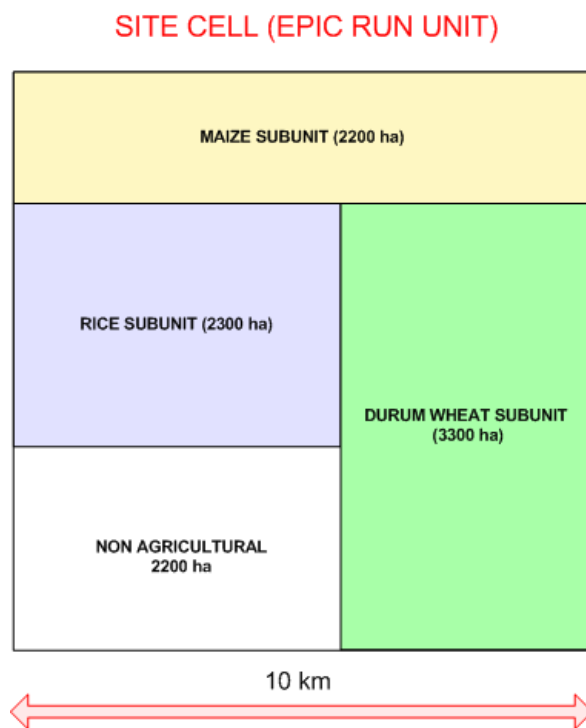 SITE CELL (EPIC RUN UNIT)
MAIZE SUBUNIT (2200 ha)
RICE SUBUNIT (2300 ha)
DURUM WHEAT SUBUNIT
(3300 ha)
NON AGRICULTURAL
2200 ha
10 km